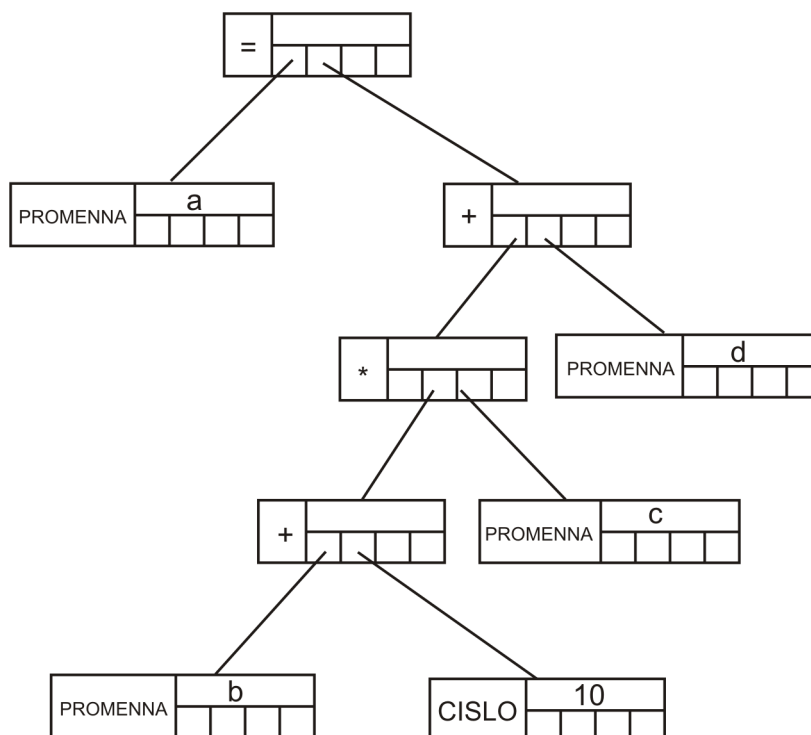 =
a
PROMENNA
+
*
d
PROMENNA
+
c
PROMENNA
b
PROMENNA
10
CISLO